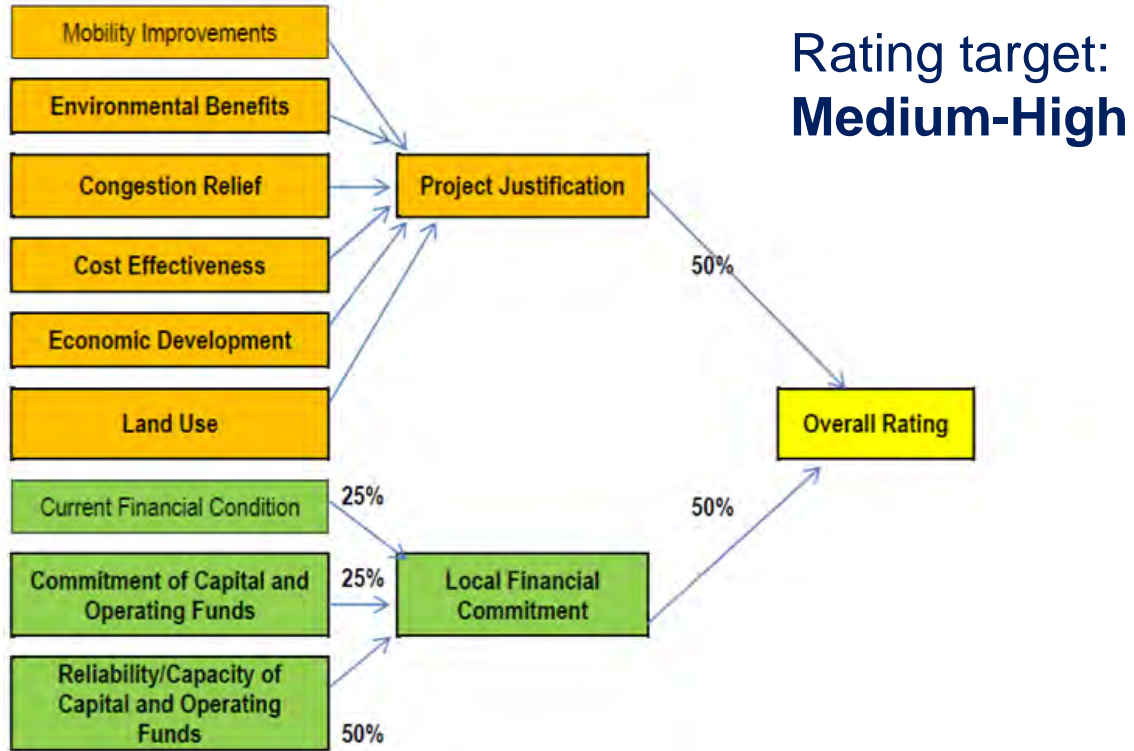 Mobility Improvements
Environmental Benefits
Congestion Relief
Cost Effectiveness
Economic Development
Land Use
Current Financial Condition
Commitment of Capital and
Operating Funds
Reliability/Capacity of
Capital and Operating
Funds
25%
25%
50%
Project Justification
Local Financial
Commitment
50%
50%
Overall Rating
Rating target:
Medium-High